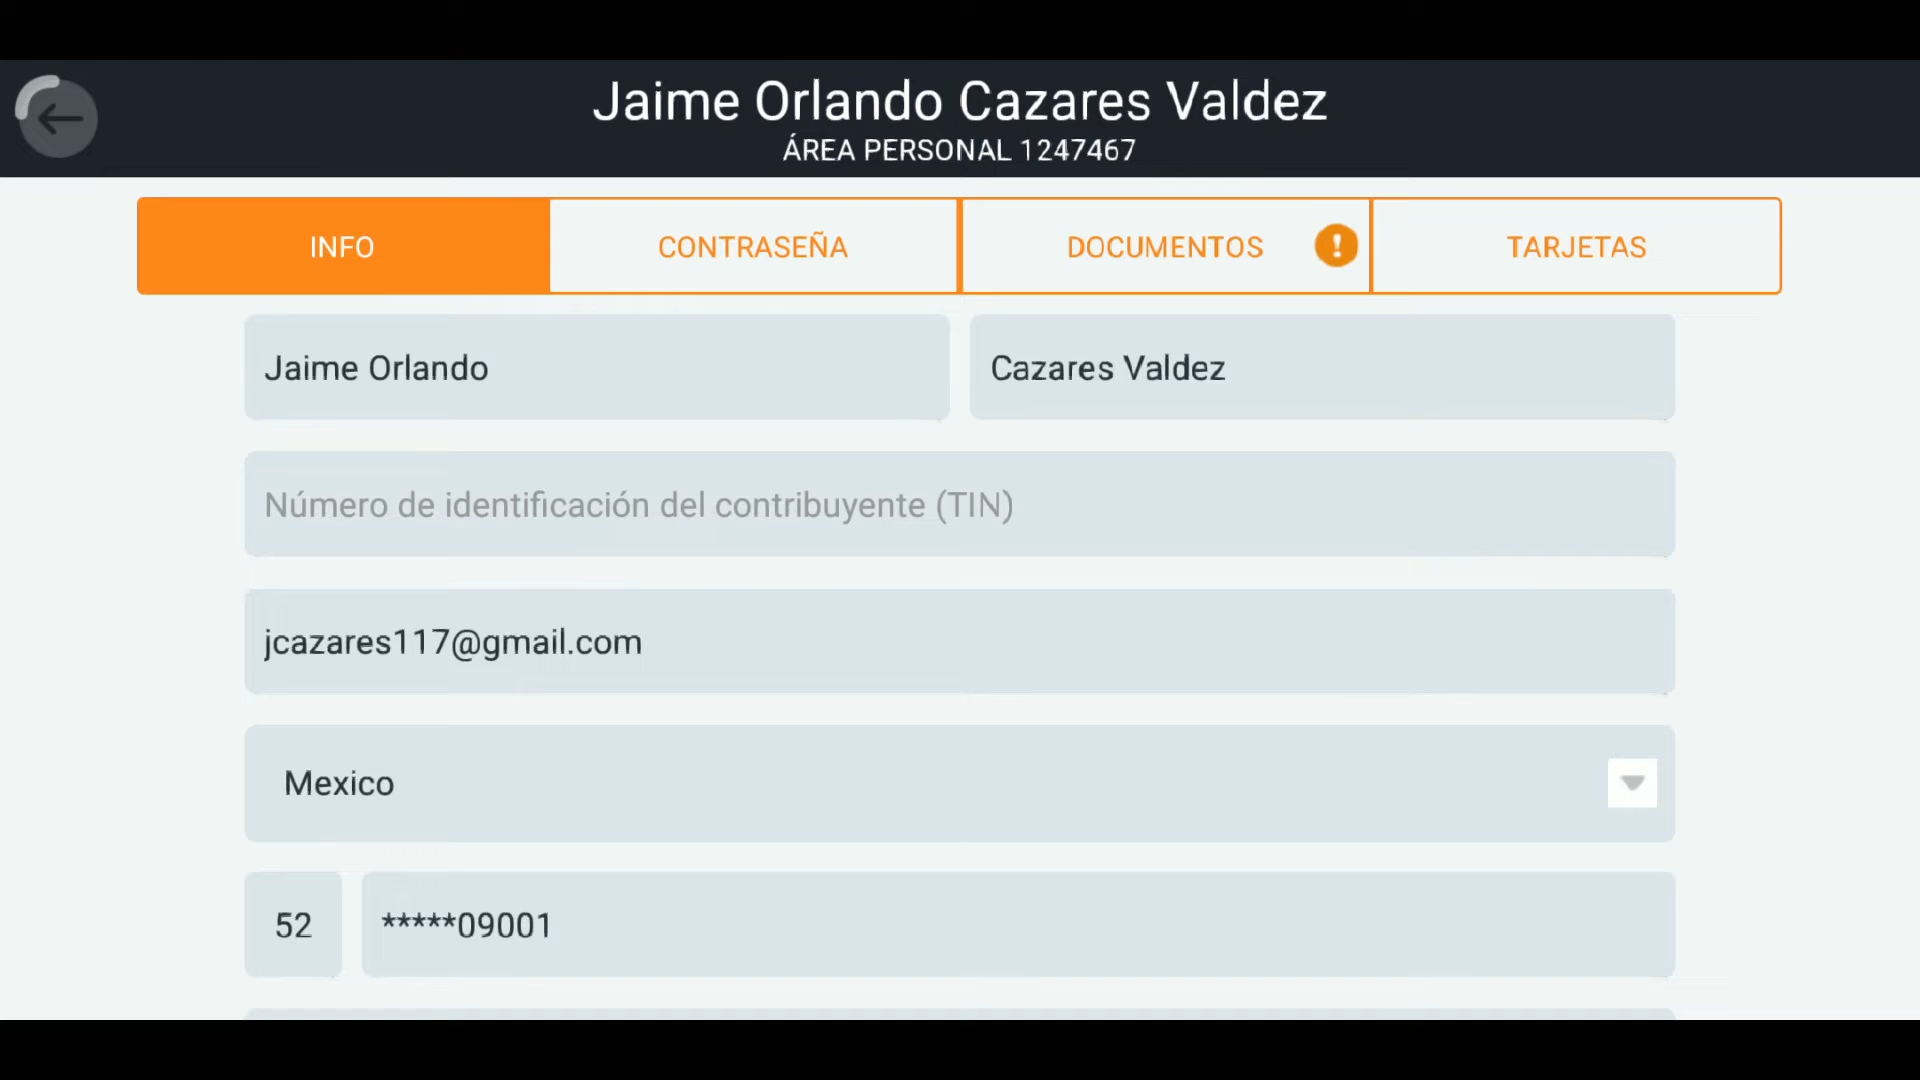 Jaime Orlando Cazares Valdez
ÁREA PERSONAL 1247467
INFO
CONTRASEÑA
DOCUMENTOS !
TARJETAS
Jaime Orlando
Cazares Valdez
Número de identificación del contribuyente (TIN)
jcazares117@gmail.com
Mexico
52
*****09001